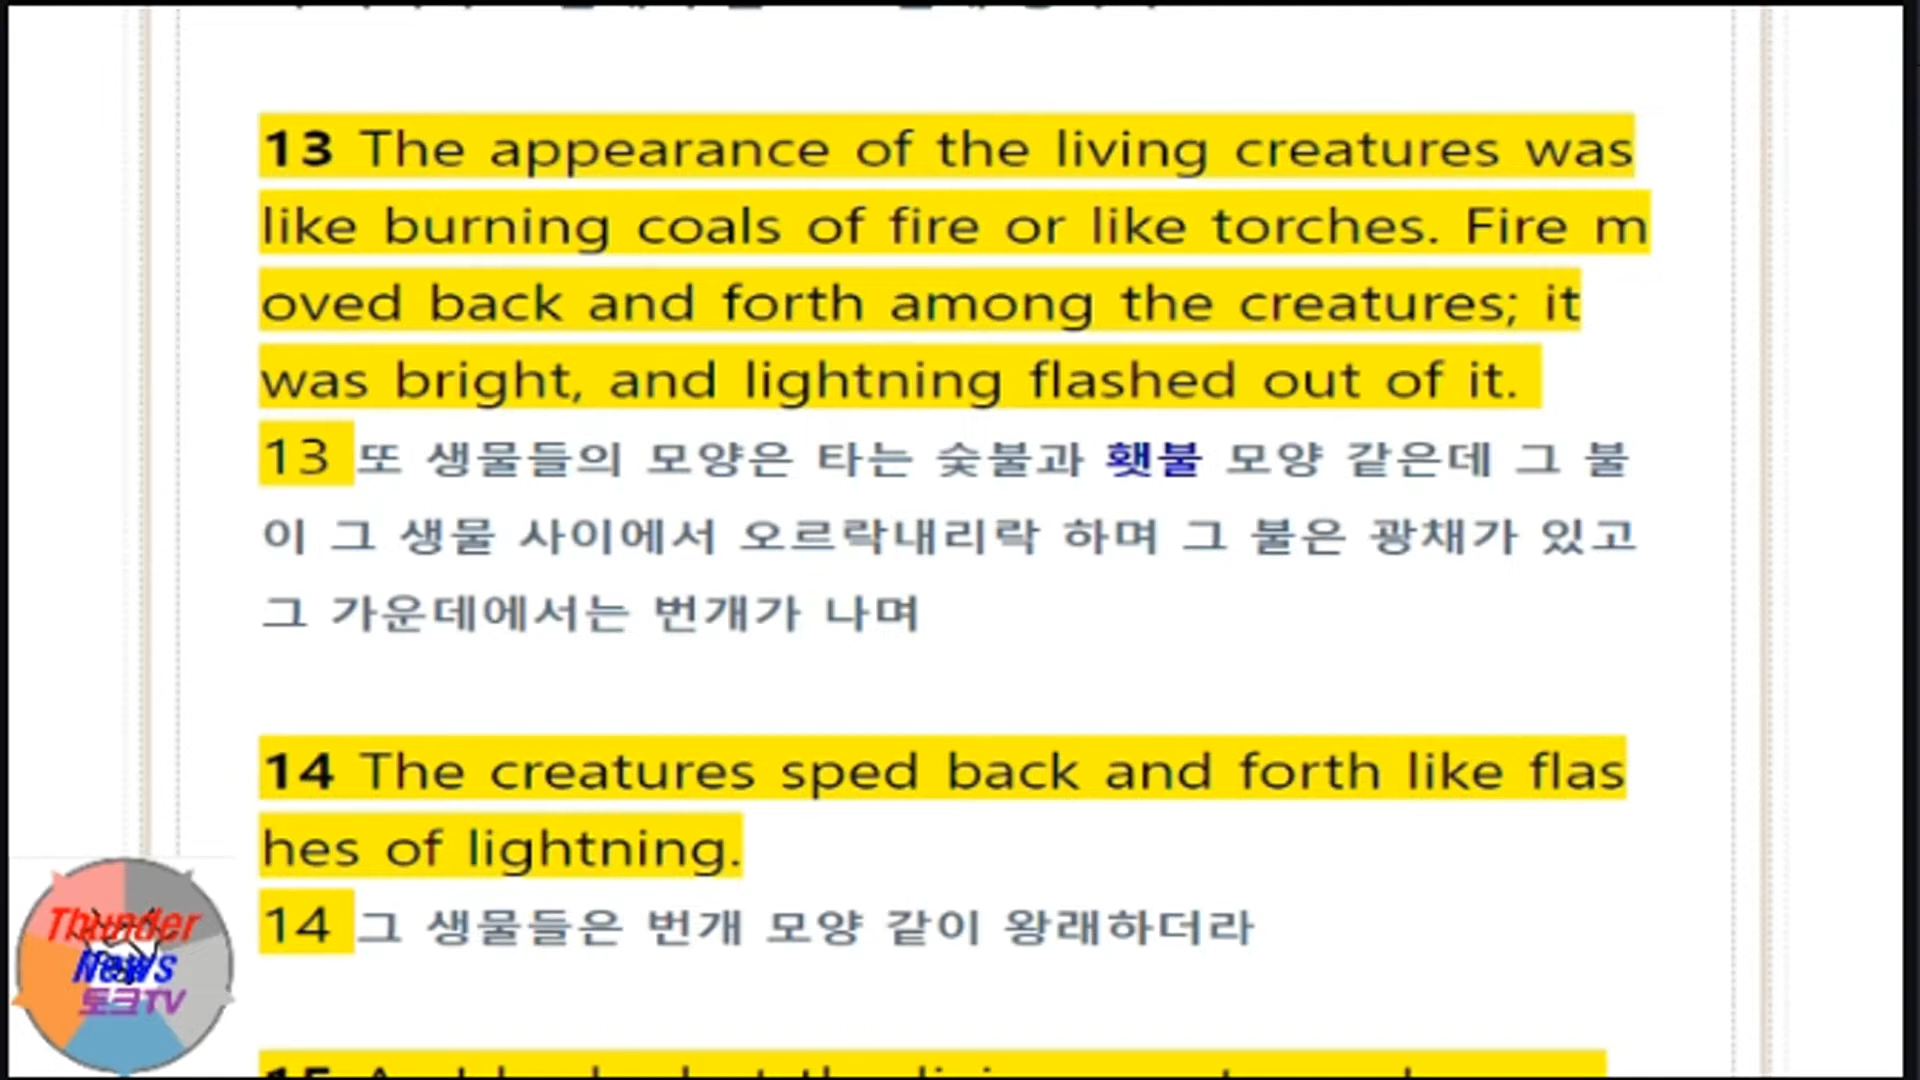 13 The appearance of the living creatures was
like burning coals of fire or like torches. Fire m
oved back and forth among the creatures; it
was bright, and lightning flashed out of it.
13 또 생물들의 모양은 타는 숯불과 횃불 모양 같은데 그 불
이 그 생물 사이에서 오르락내리락 하며 그 불은 광채가 있고
그 가운데에서는 번개가 나며
14 The creatures sped back and forth like flas
hes of lightning.
14 그 생물들은 번개 모양 같이 왕래하더라
Thunder
News
토크TV